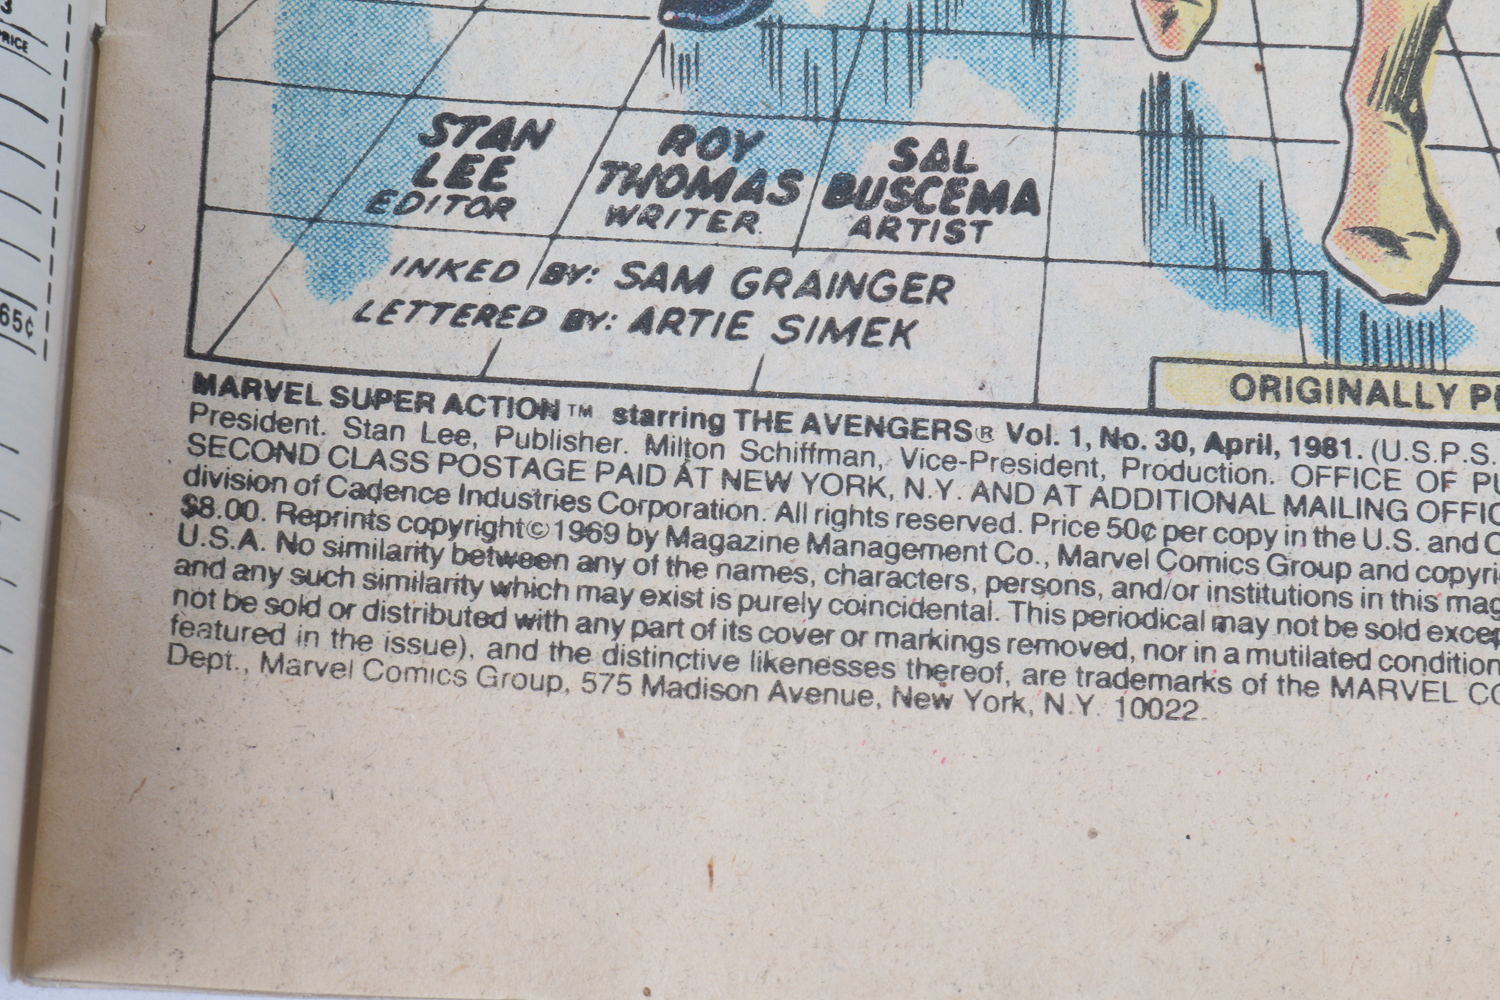 3
PRICE
65¢
STAN LEE EDITOR
ROY THOMAS WRITER
SAL BUSCEMA ARTIST
INKED BY: SAM GRAINGER
LETTERED BY: ARTIE SIMEK
ORIGINALLY
MARVEL SUPER ACTION™ starring THE AVENGERS® Vol. 1, No. 30, April, 1981. (U.S.P.S.
President. Stan Lee, Publisher. Milton Schiffman, Vice-President, Production. OFFICE OF
SECOND CLASS POSTAGE PAID AT NEW YORK, N.Y. AND AT ADDITIONAL MAILING
division of Cadence Industries Corporation. All rights reserved. Price 50¢ per copy in the U.S. and
$8.00. Reprints copyright © 1969 by Magazine Management Co., Marvel Comics Group and
U.S.A. No similarity between any of the names, characters, persons, and/or institutions in this
and any such similarity which may exist is purely coincidental. This periodical may not be sold
not be sold or distributed with any part of its cover or markings removed, nor in a mutilated condition
featured in the issue), and the distinctive likenesses thereof, are trademarks of the MARVEL
Dept., Marvel Comics Group, 575 Madison Avenue, New York, N.Y. 10022.